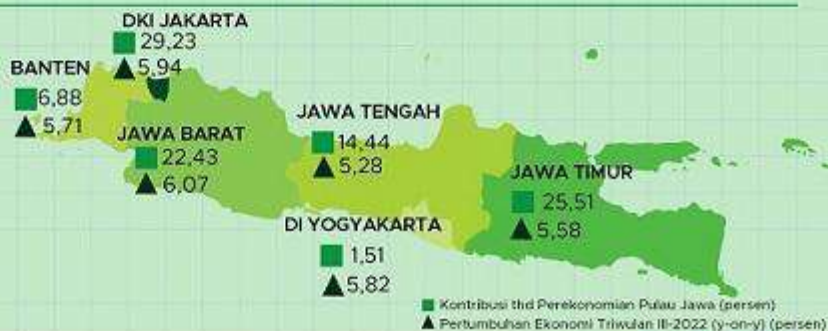 DKI JAKARTA
29,23
5,94
BANTEN
6,88
5,71
JAWA BARAT
22,43
6,07
JAWA TENGAH
14,44
5,28
DI YOGYAKARTA
1,51
5,82
JAWA TIMUR
25,51
5,58
Kontribusi thd Perekonomian Pulau Jawa (persen)
Pertumbuhan Ekonomi Triwulan III-2022 (y-on-y) (persen)